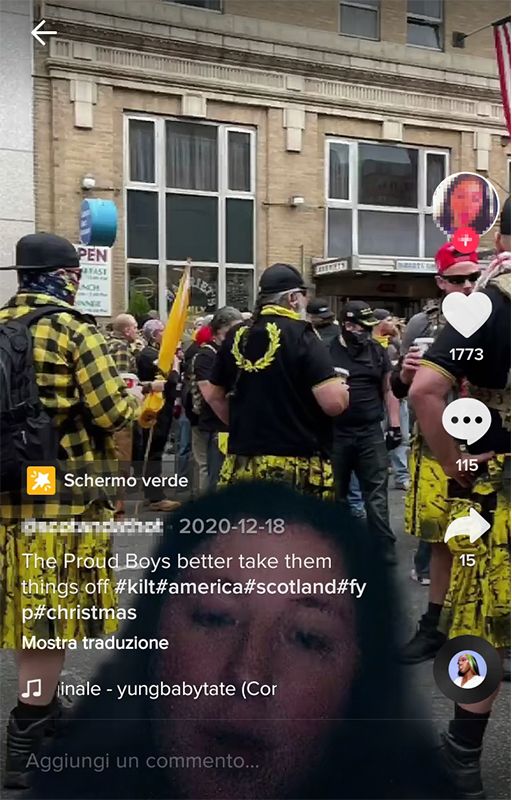 PEN
Schermo verde
· 2020-12-18
The Proud Boys better take them
things off #kilt#america#scotland#fy
p#christmas
Mostra traduzione
inale - yungbabytate (Cor
Aggiungi un commento...
1773
115
15